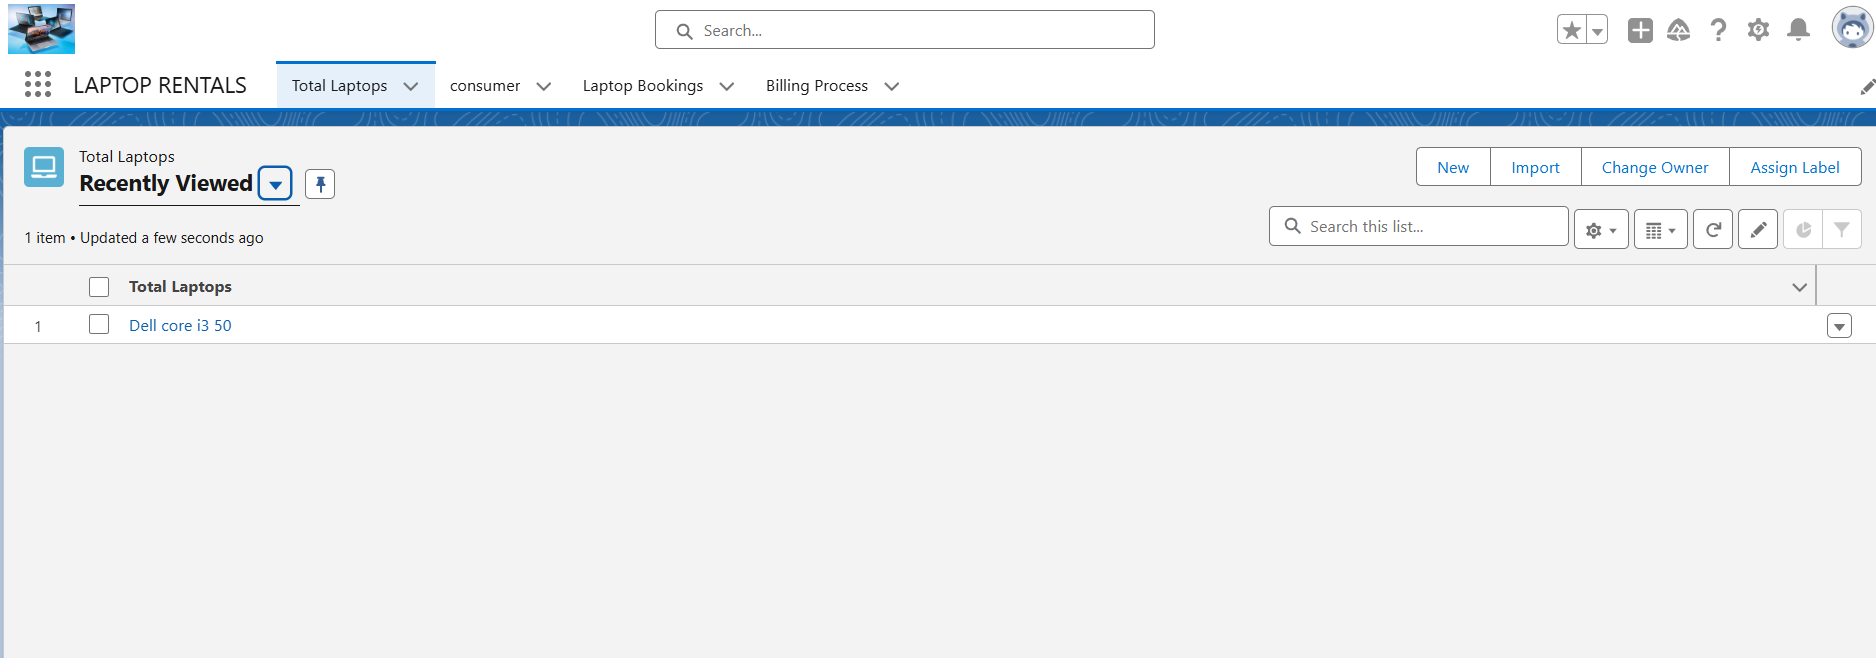 Search...
LAPTOP RENTALS
Total Laptops
consumer
Laptop Bookings
Billing Process
Total Laptops
Recently Viewed
New
Import
Change Owner
Assign Label
1 item • Updated a few seconds ago
Search this list...
Total Laptops
1
Dell core i3 50